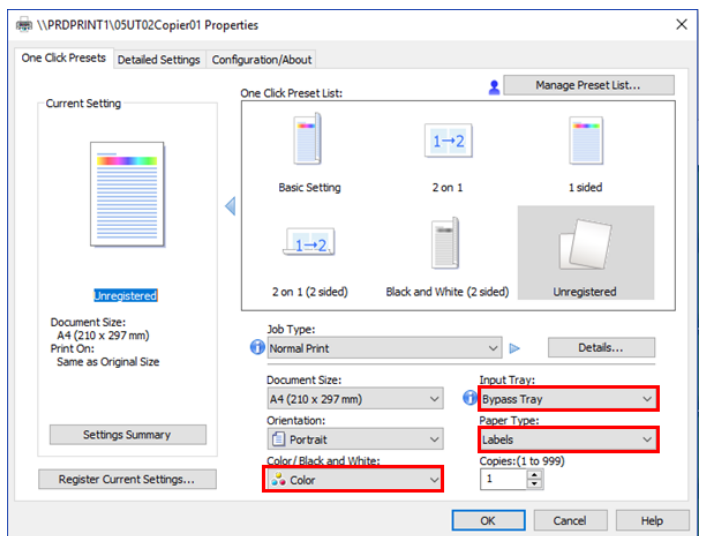 \\PRDPRINT1\05UT02Copier01 Properties
One Click Presets Detailed Settings Configuration/About
Current Setting
One Click Preset List:
Manage Preset List...
Basic Setting
1→2
2 on 1
1 sided
1→2
2 on 1 (2 sided)
Black and White (2 sided)
Unregistered
Unregistered
Document Size:
A4 (210 x 297 mm)
Print On:
Same as Original Size
Settings Summary
Register Current Settings...
Job Type:
Normal Print
Details...
Document Size:
A4 (210 x 297 mm)
Input Tray:
Bypass Tray
Orientation:
Portrait
Paper Type:
Labels
Color/Black and White:
Color
Copies:(1 to 999)
1
OK Cancel Help